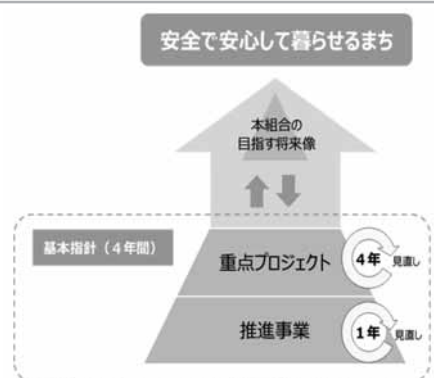 安全で安心して暮らせるまち
本組合の
目指す将来像
基本指針（４年間）
重点プロジェクト
4年
見直し
推進事業
1年
見直し